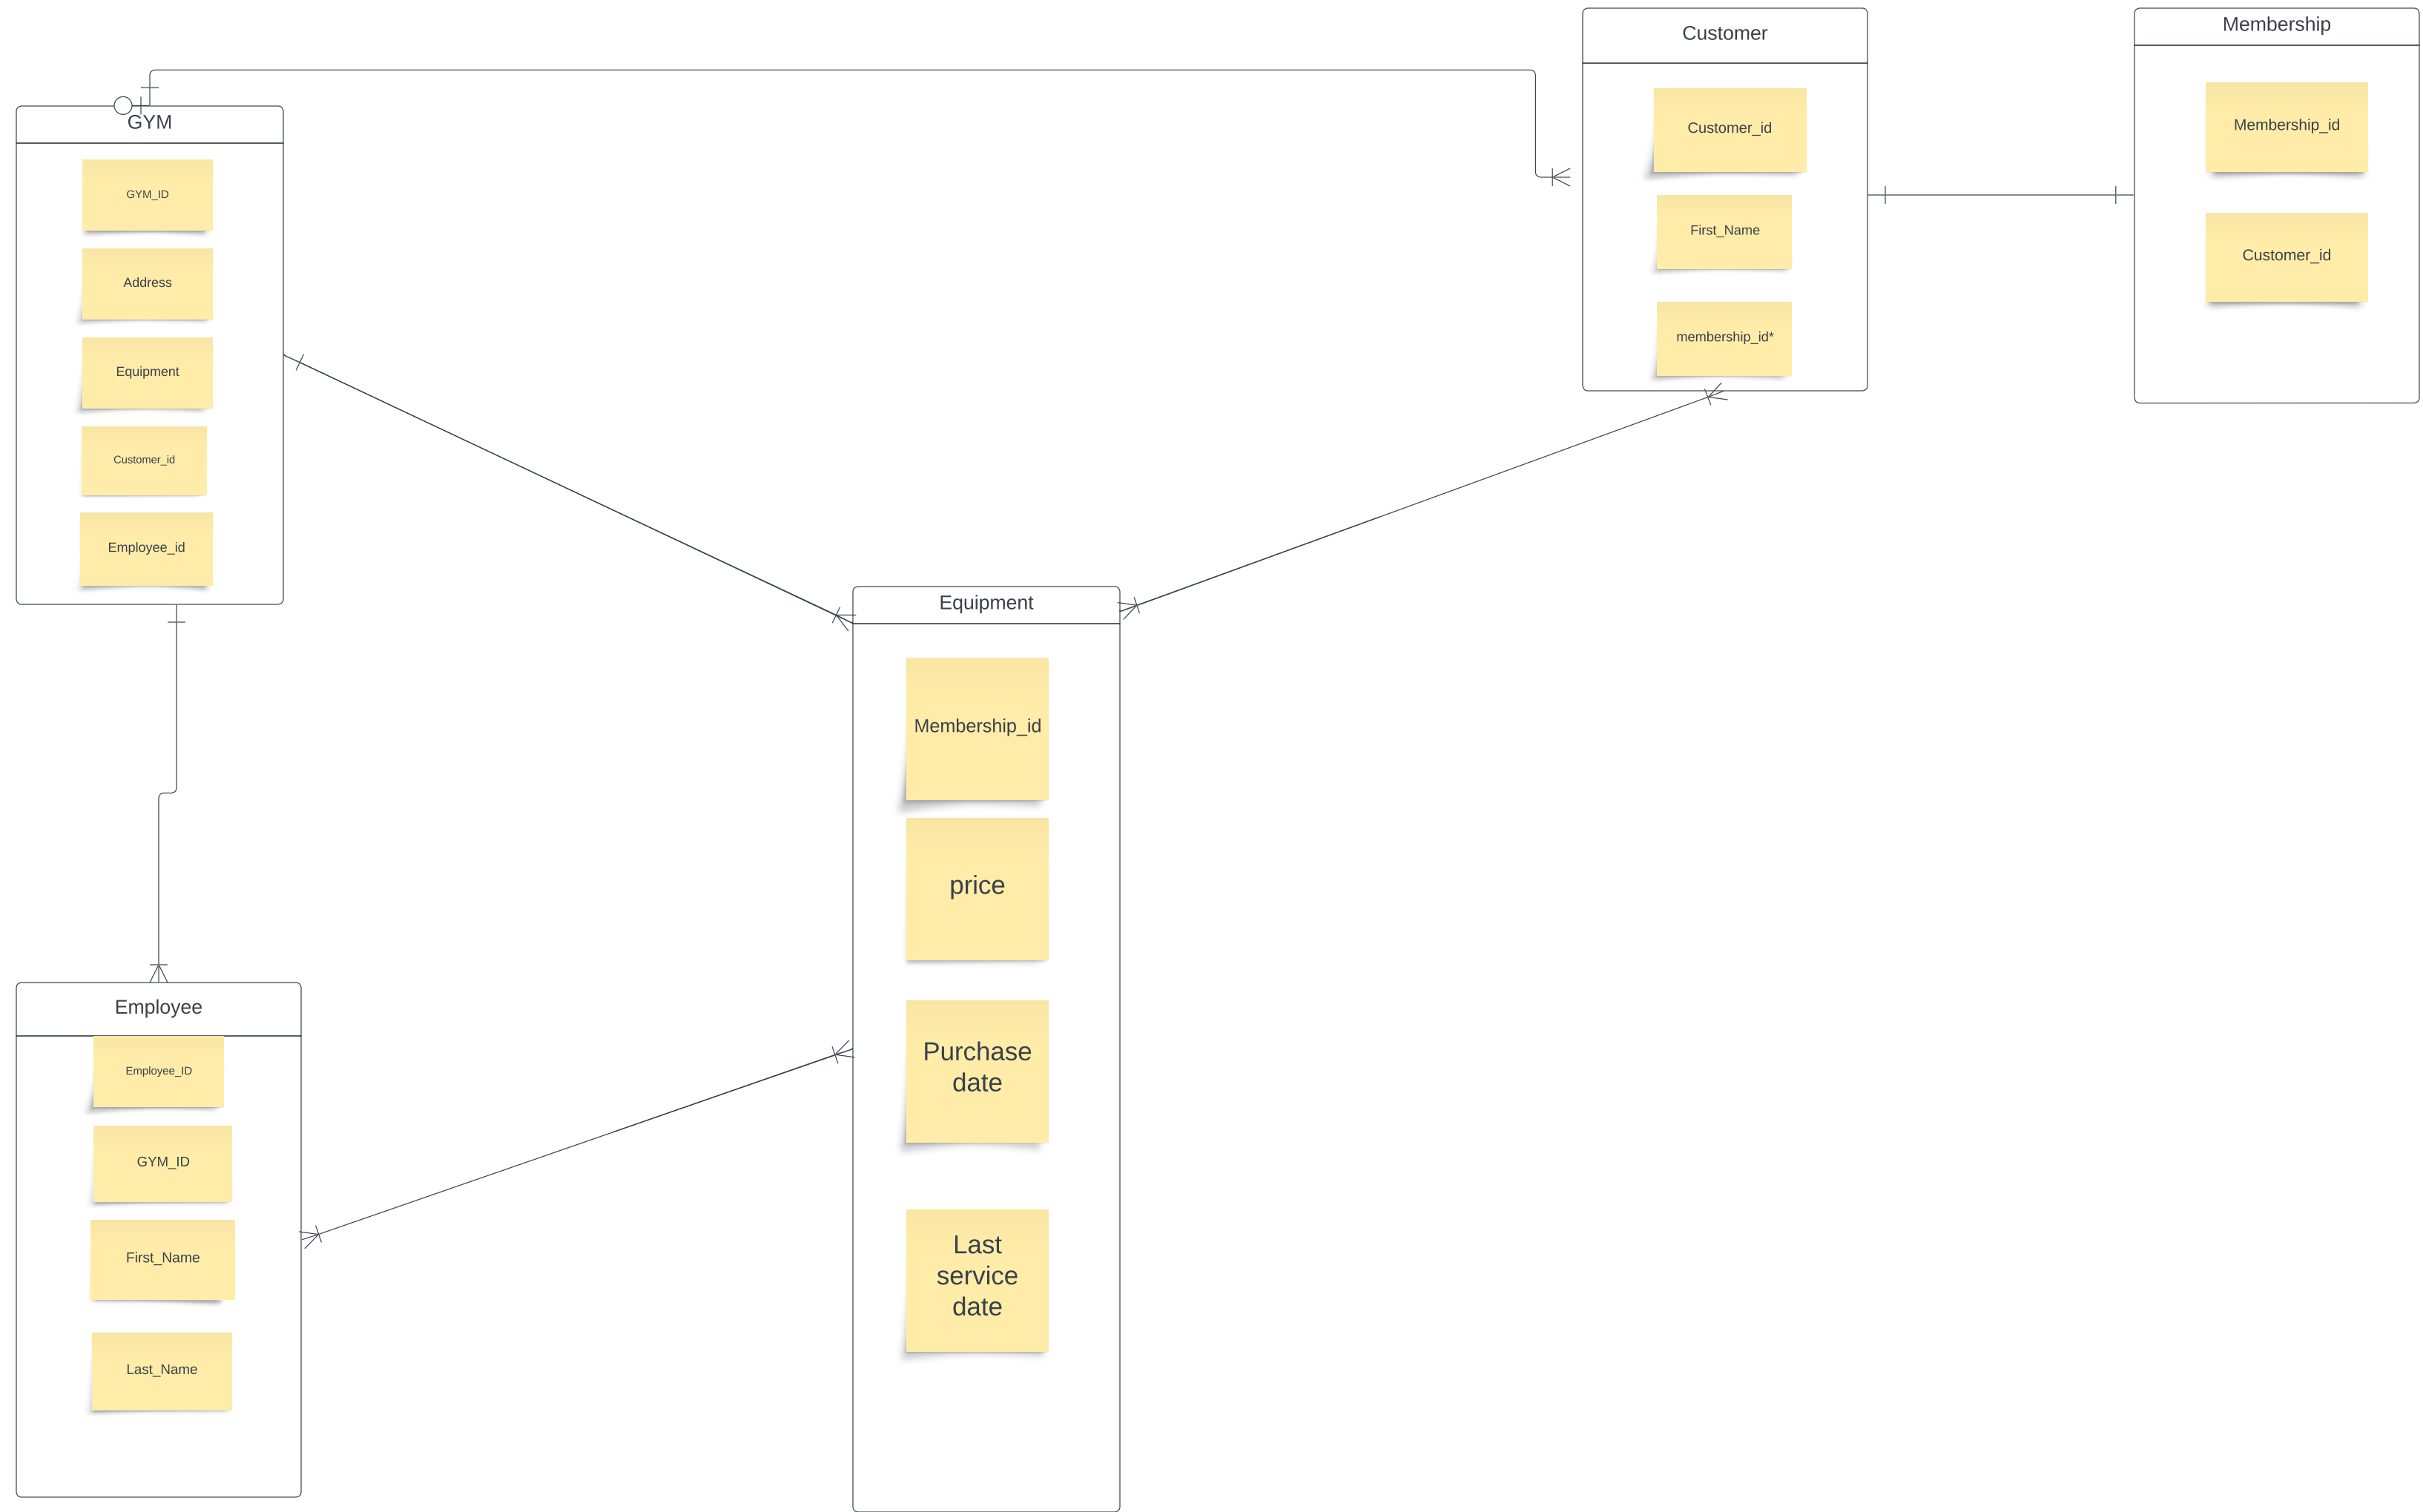 GYM
GYM_ID
Address
Equipment
Customer_id
Employee_id
Customer
Customer_id
First_Name
membership_id*
Membership
Membership_id
Customer_id
Equipment
Membership_id
price
Purchase
date
Last
service
date
Employee
Employee_ID
GYM_ID
First_Name
Last_Name